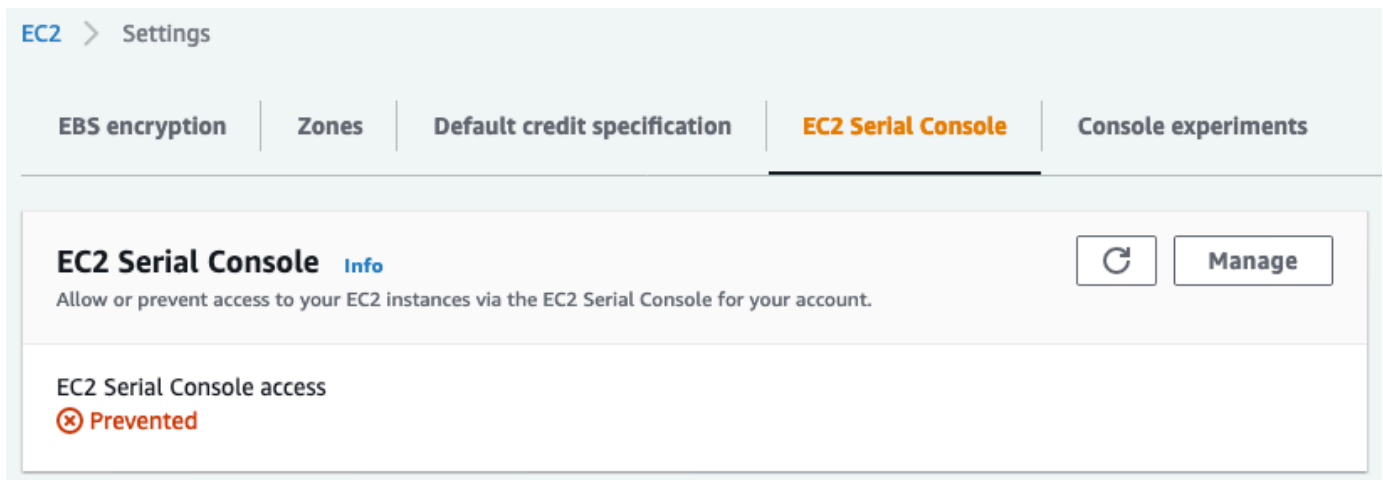 EC2 > Settings
EBS encryption Zones Default credit specification EC2 Serial Console Console experiments
EC2 Serial Console Info Manage
Allow or prevent access to your EC2 instances via the EC2 Serial Console for your account.
EC2 Serial Console access
Prevented